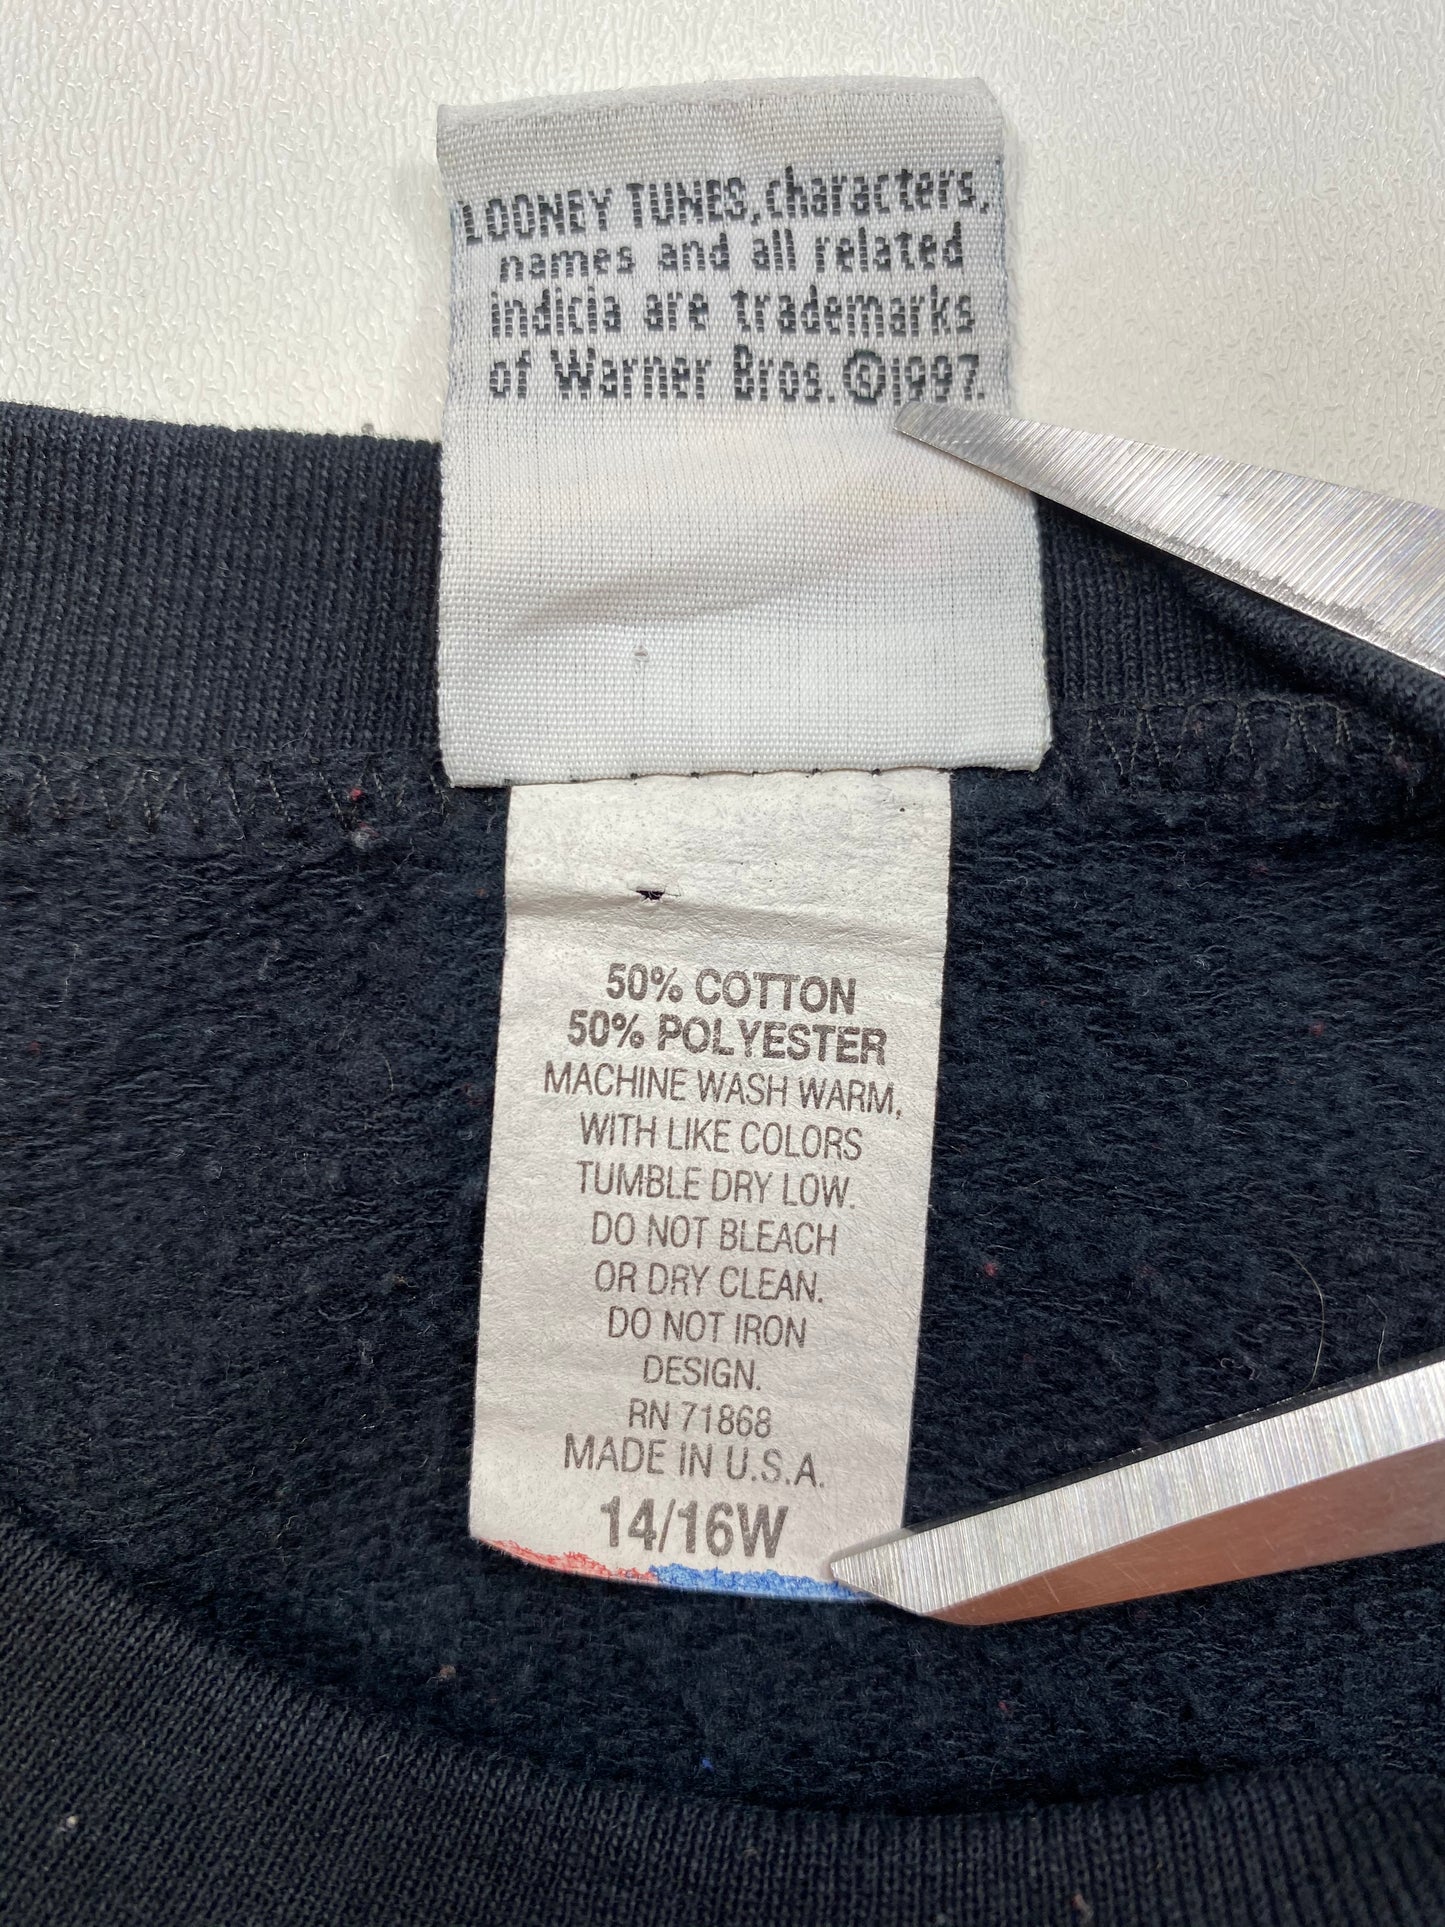 LOONEY TUNES, characters,
names and all related
indicia are trademarks
of Warner Bros. ©1997.
50% COTTON
50% POLYESTER
MACHINE WASH WARM,
WITH LIKE COLORS
TUMBLE DRY LOW.
DO NOT BLEACH
OR DRY CLEAN.
DO NOT IRON
DESIGN.
RN 71868
MADE IN U.S.A.
14/16W